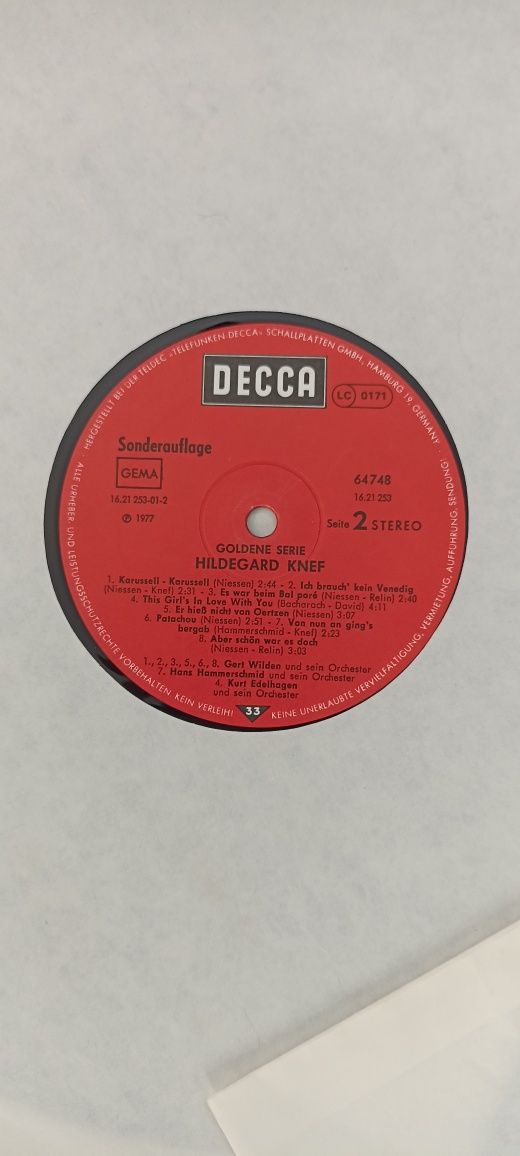 HERGESTELLT BEI DER TELDEC »TELEFUNKEN DECCA« SCHALLPLATTEN GMBH, HAMBURG 19, GERMANY ·
DECCA
LC 0171
Sonderauflage
GEMA
64748
16.21 253-01-2
16.21 253
℗ 1977
Seite 2 STEREO
GOLDENE SERIE
HILDEGARD KNEF
1. Karussell - Karussell (Niessen) 2:44 - 2. Ich brauch' kein Venedig
(Niessen - Knef) 2:31 - 3. Es war beim Bal paré (Niessen - Relin) 2:40
4. This Girl's In Love With You (Bacharach - David) 4:11
5. Er hieß nicht von Oertzen (Niessen) 3:07
6. Patachou (Niessen) 2:51 - 7. Von nun an ging's
bergab (Hammerschmid - Knef) 2:23
8. Aber schön war es doch
(Niessen - Relin) 3:03
1., 2., 3., 5., 6., 8. Gert Wilden und sein Orchester
7. Hans Hammerschmid und sein Orchester
4. Kurt Edelhagen
und sein Orchester
33
ALLE URHEBER- UND LEISTUNGSSCHUTZRECHTE VORBEHALTEN KEIN VERLEIH! KEINE UNERLAUBTE VERVIELFÄLTIGUNG, VERMIETUNG, AUFFÜHRUNG, SENDUNG!